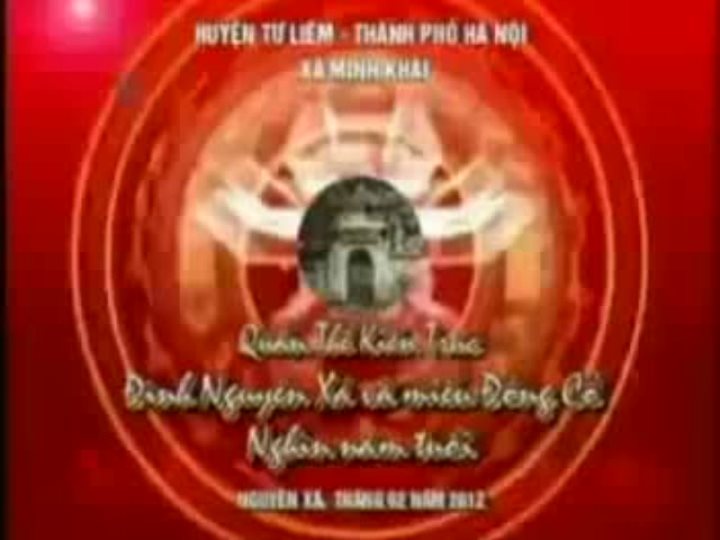 HUYỆN TỪ LIÊM - THÀNH PHỐ HÀ NỘI
XÃ MINH KHAI
Quần Thể Kiến Trúc
Đình Nguyên Xá và miếu Đồng Cổ
Nghìn năm tuổi
NGUYÊN XÁ, THÁNG 02 NĂM 2012